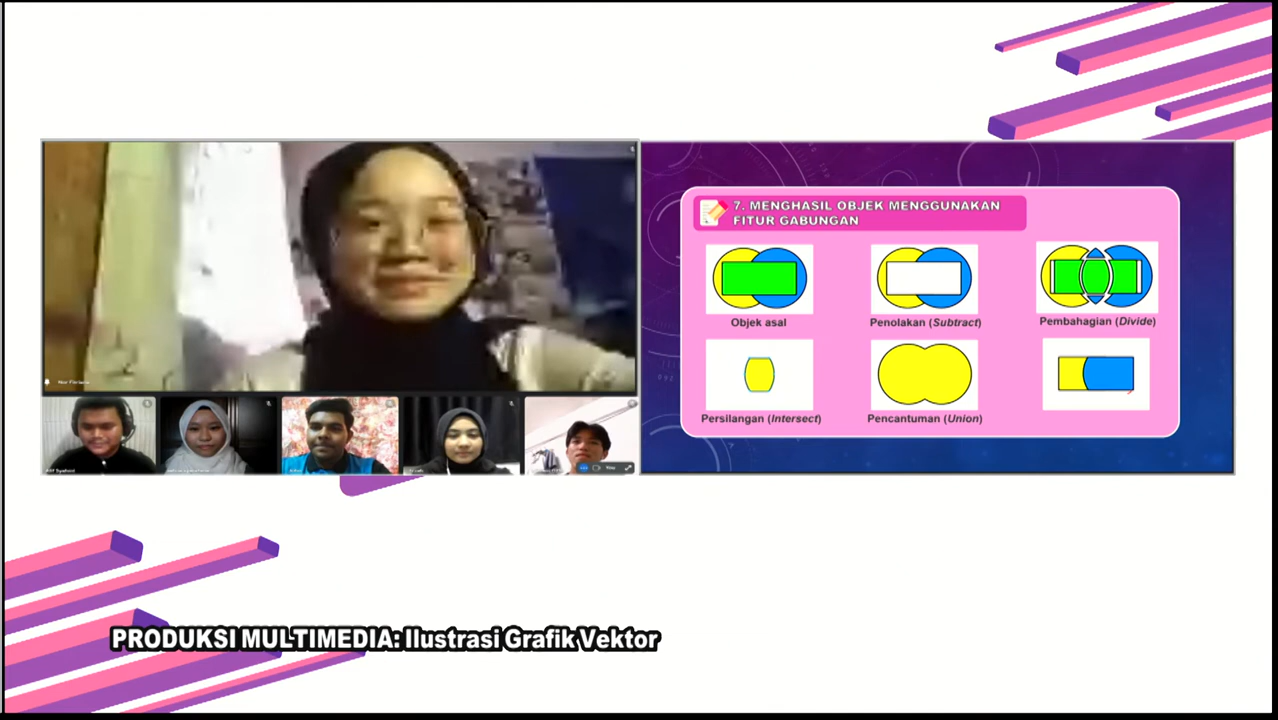 7. MENGHASIL OBJEK MENGGUNAKAN
FITUR GABUNGAN
Objek asal
Penolakan (Subtract)
Pembahagian (Divide)
Persilangan (Intersect)
Pencantuman (Union)
You
PRODUKSI MULTIMEDIA: Ilustrasi Grafik Vektor